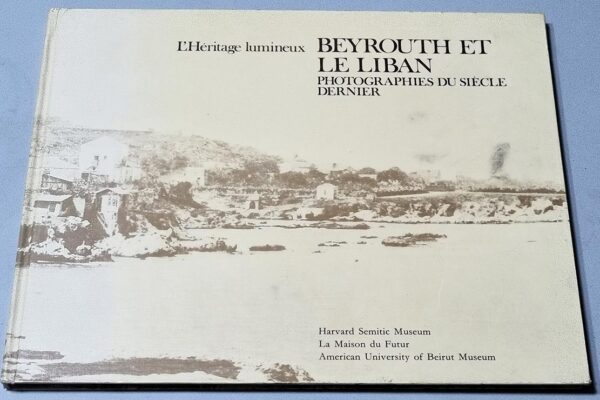 L'Héritage lumineux BEYROUTH ET
LE LIBAN
PHOTOGRAPHIES DU SIÈCLE
DERNIER
Harvard Semitic Museum
La Maison du Futur
American University of Beirut Museum